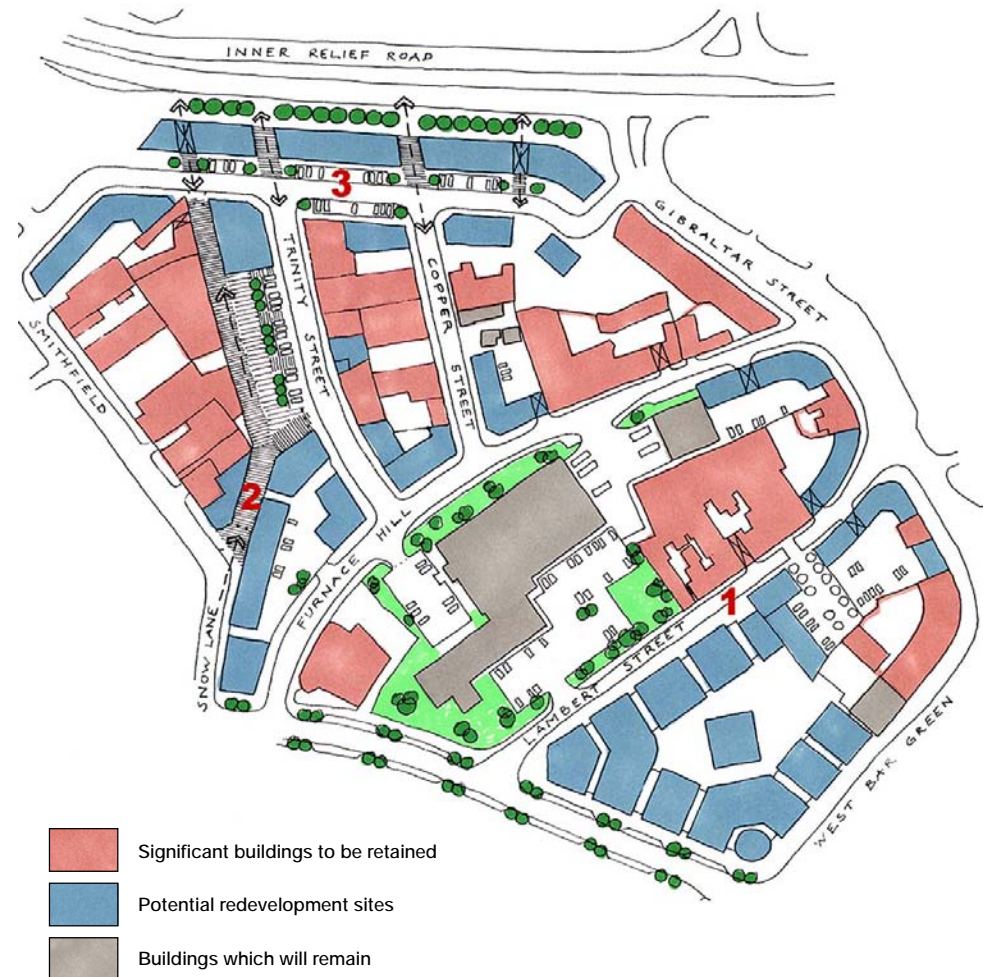 INNER RELIEF ROAD
3
GIBRALTAR STREET
TRINITY STREET
COPPER STREET
SMITHFIELD
2
SNOW LANE
FURNACE HILL
1
LAMBERT STREET
WEST BAR GREEN
Significant buildings to be retained
Potential redevelopment sites
Buildings which will remain